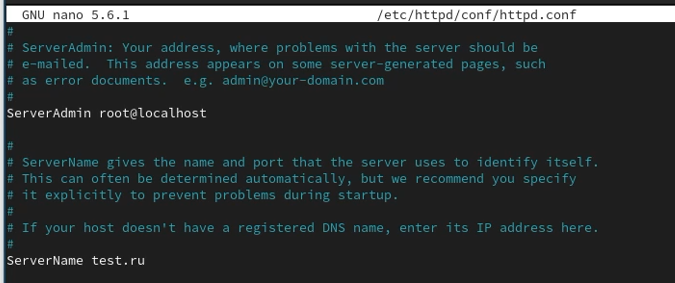 GNU nano 5.6.1 /etc/httpd/conf/httpd.conf
#
# ServerAdmin: Your address, where problems with the server should be
# e-mailed.  This address appears on some server-generated pages, such
# as error documents.  e.g. admin@your-domain.com
#
ServerAdmin root@localhost

#
# ServerName gives the name and port that the server uses to identify itself.
# This can often be determined automatically, but we recommend you specify
# it explicitly to prevent problems during startup.
#
# If your host doesn't have a registered DNS name, enter its IP address here.
#
ServerName test.ru